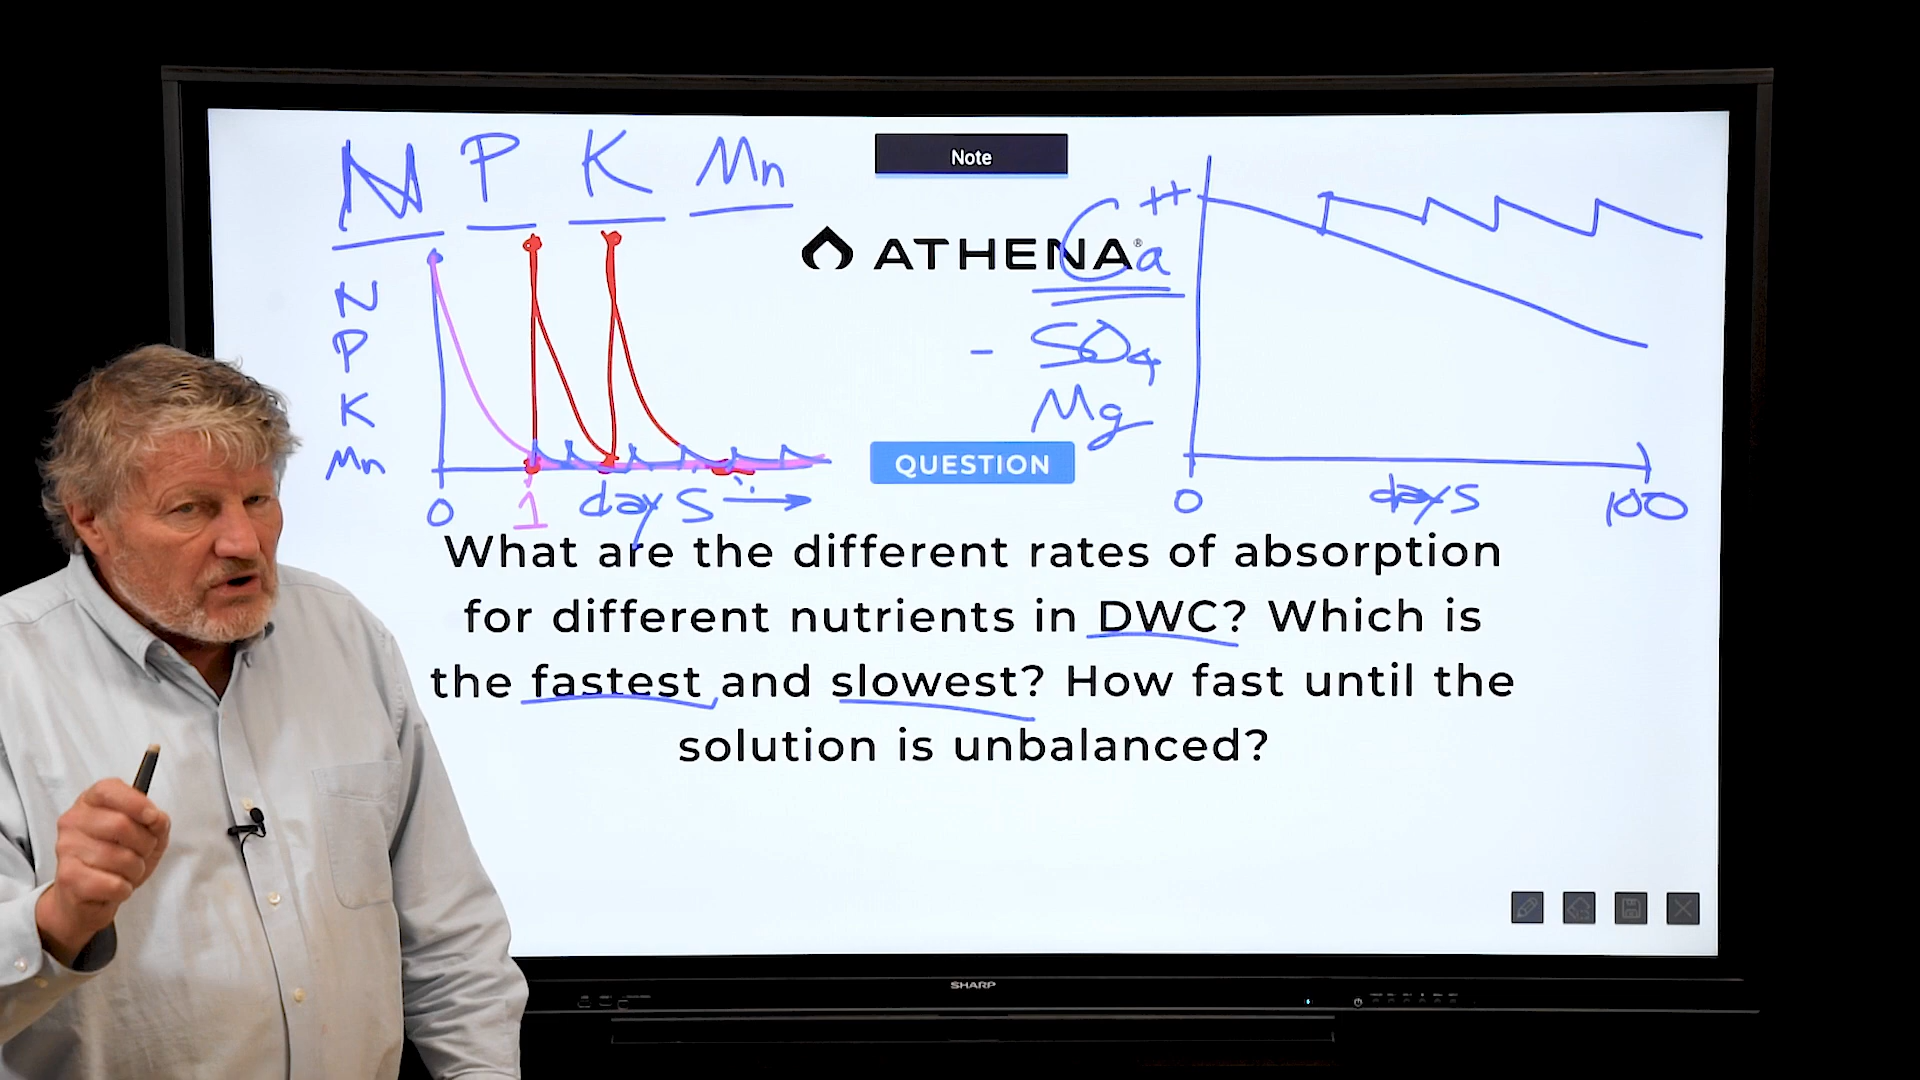 N P K Mn
Note
Ca++
ATHENA®
N
P
K
Mn
- SO4
Mg
QUESTION
0 1 days
0 days 100
What are the different rates of absorption
for different nutrients in DWC? Which is
the fastest and slowest? How fast until the
solution is unbalanced?
SHARP